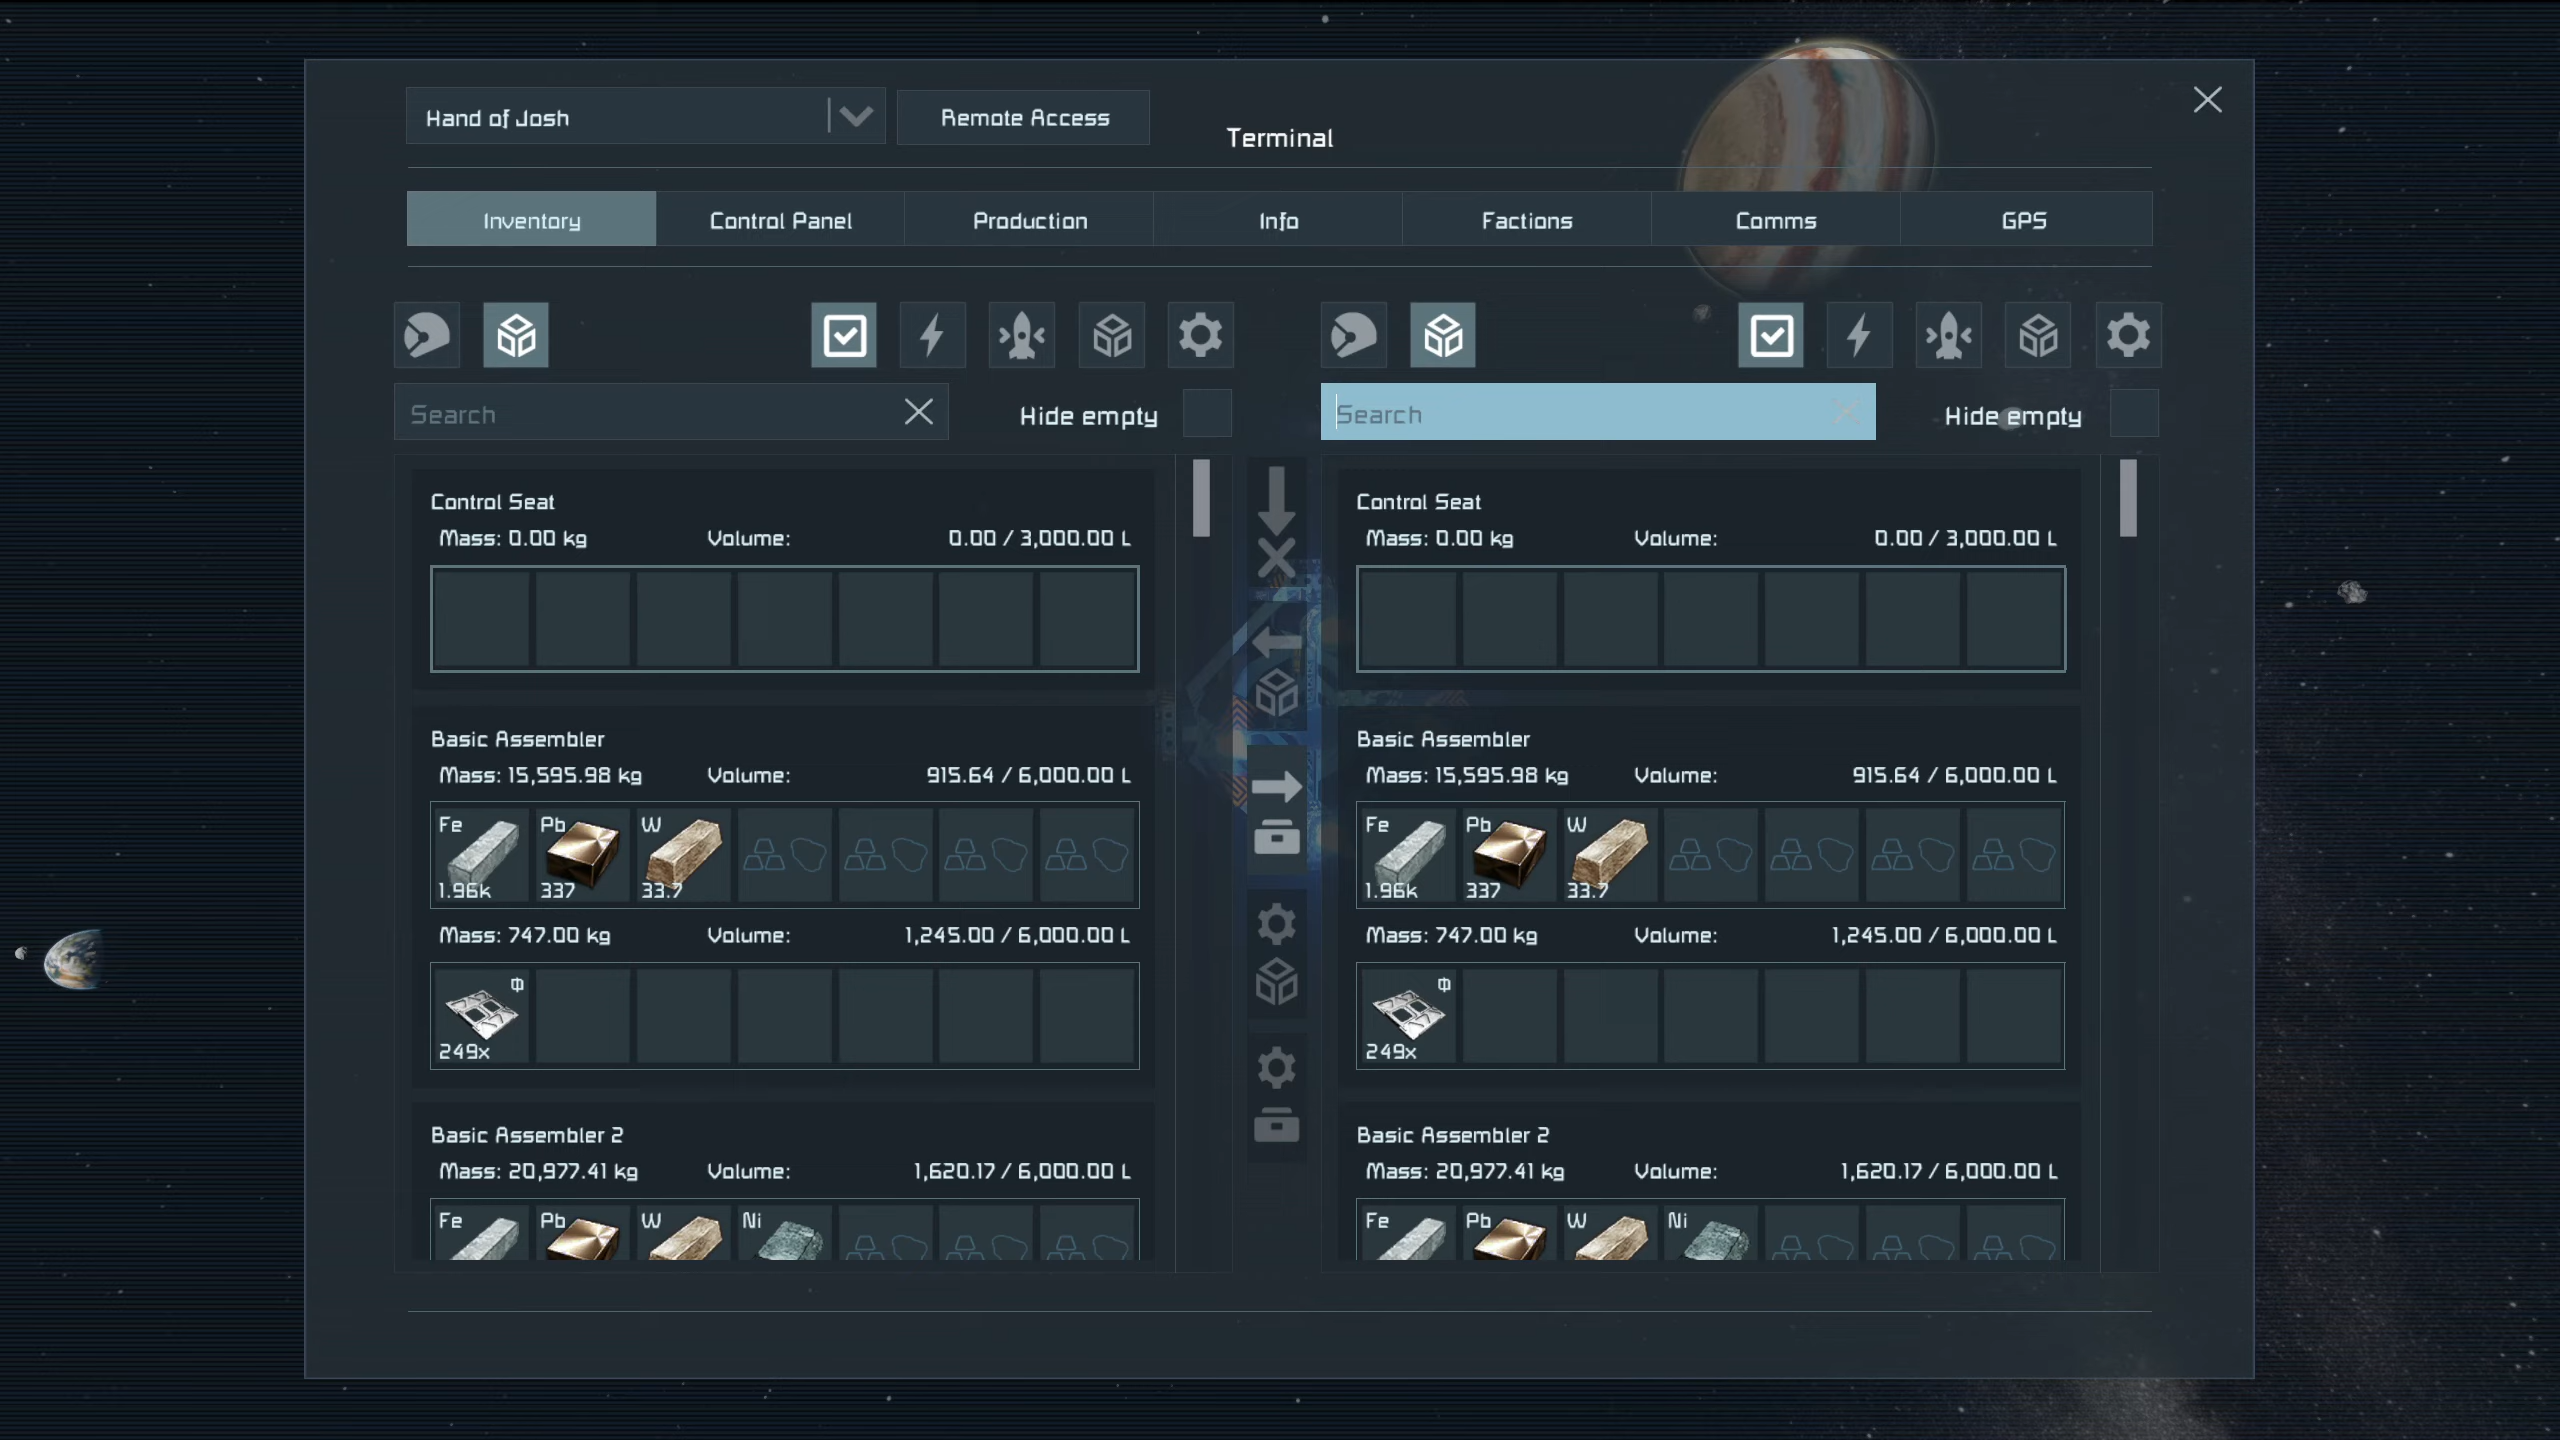 Hand of Josh
Remote Access
Terminal
Inventory
Control Panel
Production
Info
Factions
Comms
GPS
Search
Hide empty
Search
Hide empty
Control Seat
Mass: 0.00 kg Volume: 0.00 / 3,000.00 L
Basic Assembler
Mass: 15,595.98 kg Volume: 915.64 / 6,000.00 L
Fe Pb W
1.96k 337 33.7
Mass: 747.00 kg Volume: 1,245.00 / 6,000.00 L
249x
Basic Assembler 2
Mass: 20,977.41 kg Volume: 1,620.17 / 6,000.00 L
Fe Pb W Ni
Control Seat
Mass: 0.00 kg Volume: 0.00 / 3,000.00 L
Basic Assembler
Mass: 15,595.98 kg Volume: 915.64 / 6,000.00 L
Fe Pb W
1.96k 337 33.7
Mass: 747.00 kg Volume: 1,245.00 / 6,000.00 L
249x
Basic Assembler 2
Mass: 20,977.41 kg Volume: 1,620.17 / 6,000.00 L
Fe Pb W Ni